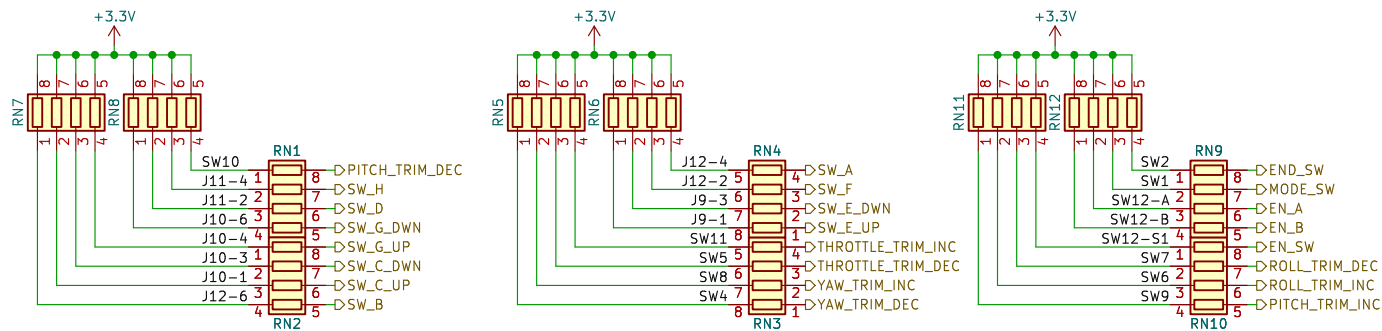 +3.3V +3.3V +3.3V
8 7 6 5 8 7 6 5 8 7 6 5 8 7 6 5 8 7 6 5 8 7 6 5
RN7 RN8 RN5 RN6 RN11 RN12
1 2 3 4 1 2 3 4 1 2 3 4 1 2 3 4 1 2 3 4 1 2 3 4
RN1 RN4 RN9
SW10 1 8 PITCH_TRIM_DEC J12-4 5 4 SW_A SW2 1 8 END_SW
J11-4 2 7 SW_H J12-2 6 3 SW_F SW1 2 7 MODE_SW
J11-2 3 6 SW_D J9-3 7 2 SW_E_DWN SW12-A 3 6 EN_A
J10-6 4 5 SW_G_DWN J9-1 8 1 SW_E_UP SW12-B 4 5 EN_B
J10-4 1 8 SW_G_UP SW11 5 4 THROTTLE_TRIM_INC SW12-S1 1 8 EN_SW
J10-3 2 7 SW_C_DWN SW5 6 3 THROTTLE_TRIM_DEC SW7 2 7 ROLL_TRIM_DEC
J10-1 3 6 SW_C_UP SW8 7 2 YAW_TRIM_INC SW6 3 6 ROLL_TRIM_INC
J12-6 4 5 SW_B SW4 8 1 YAW_TRIM_DEC SW9 4 5 PITCH_TRIM_INC
RN2 RN3 RN10